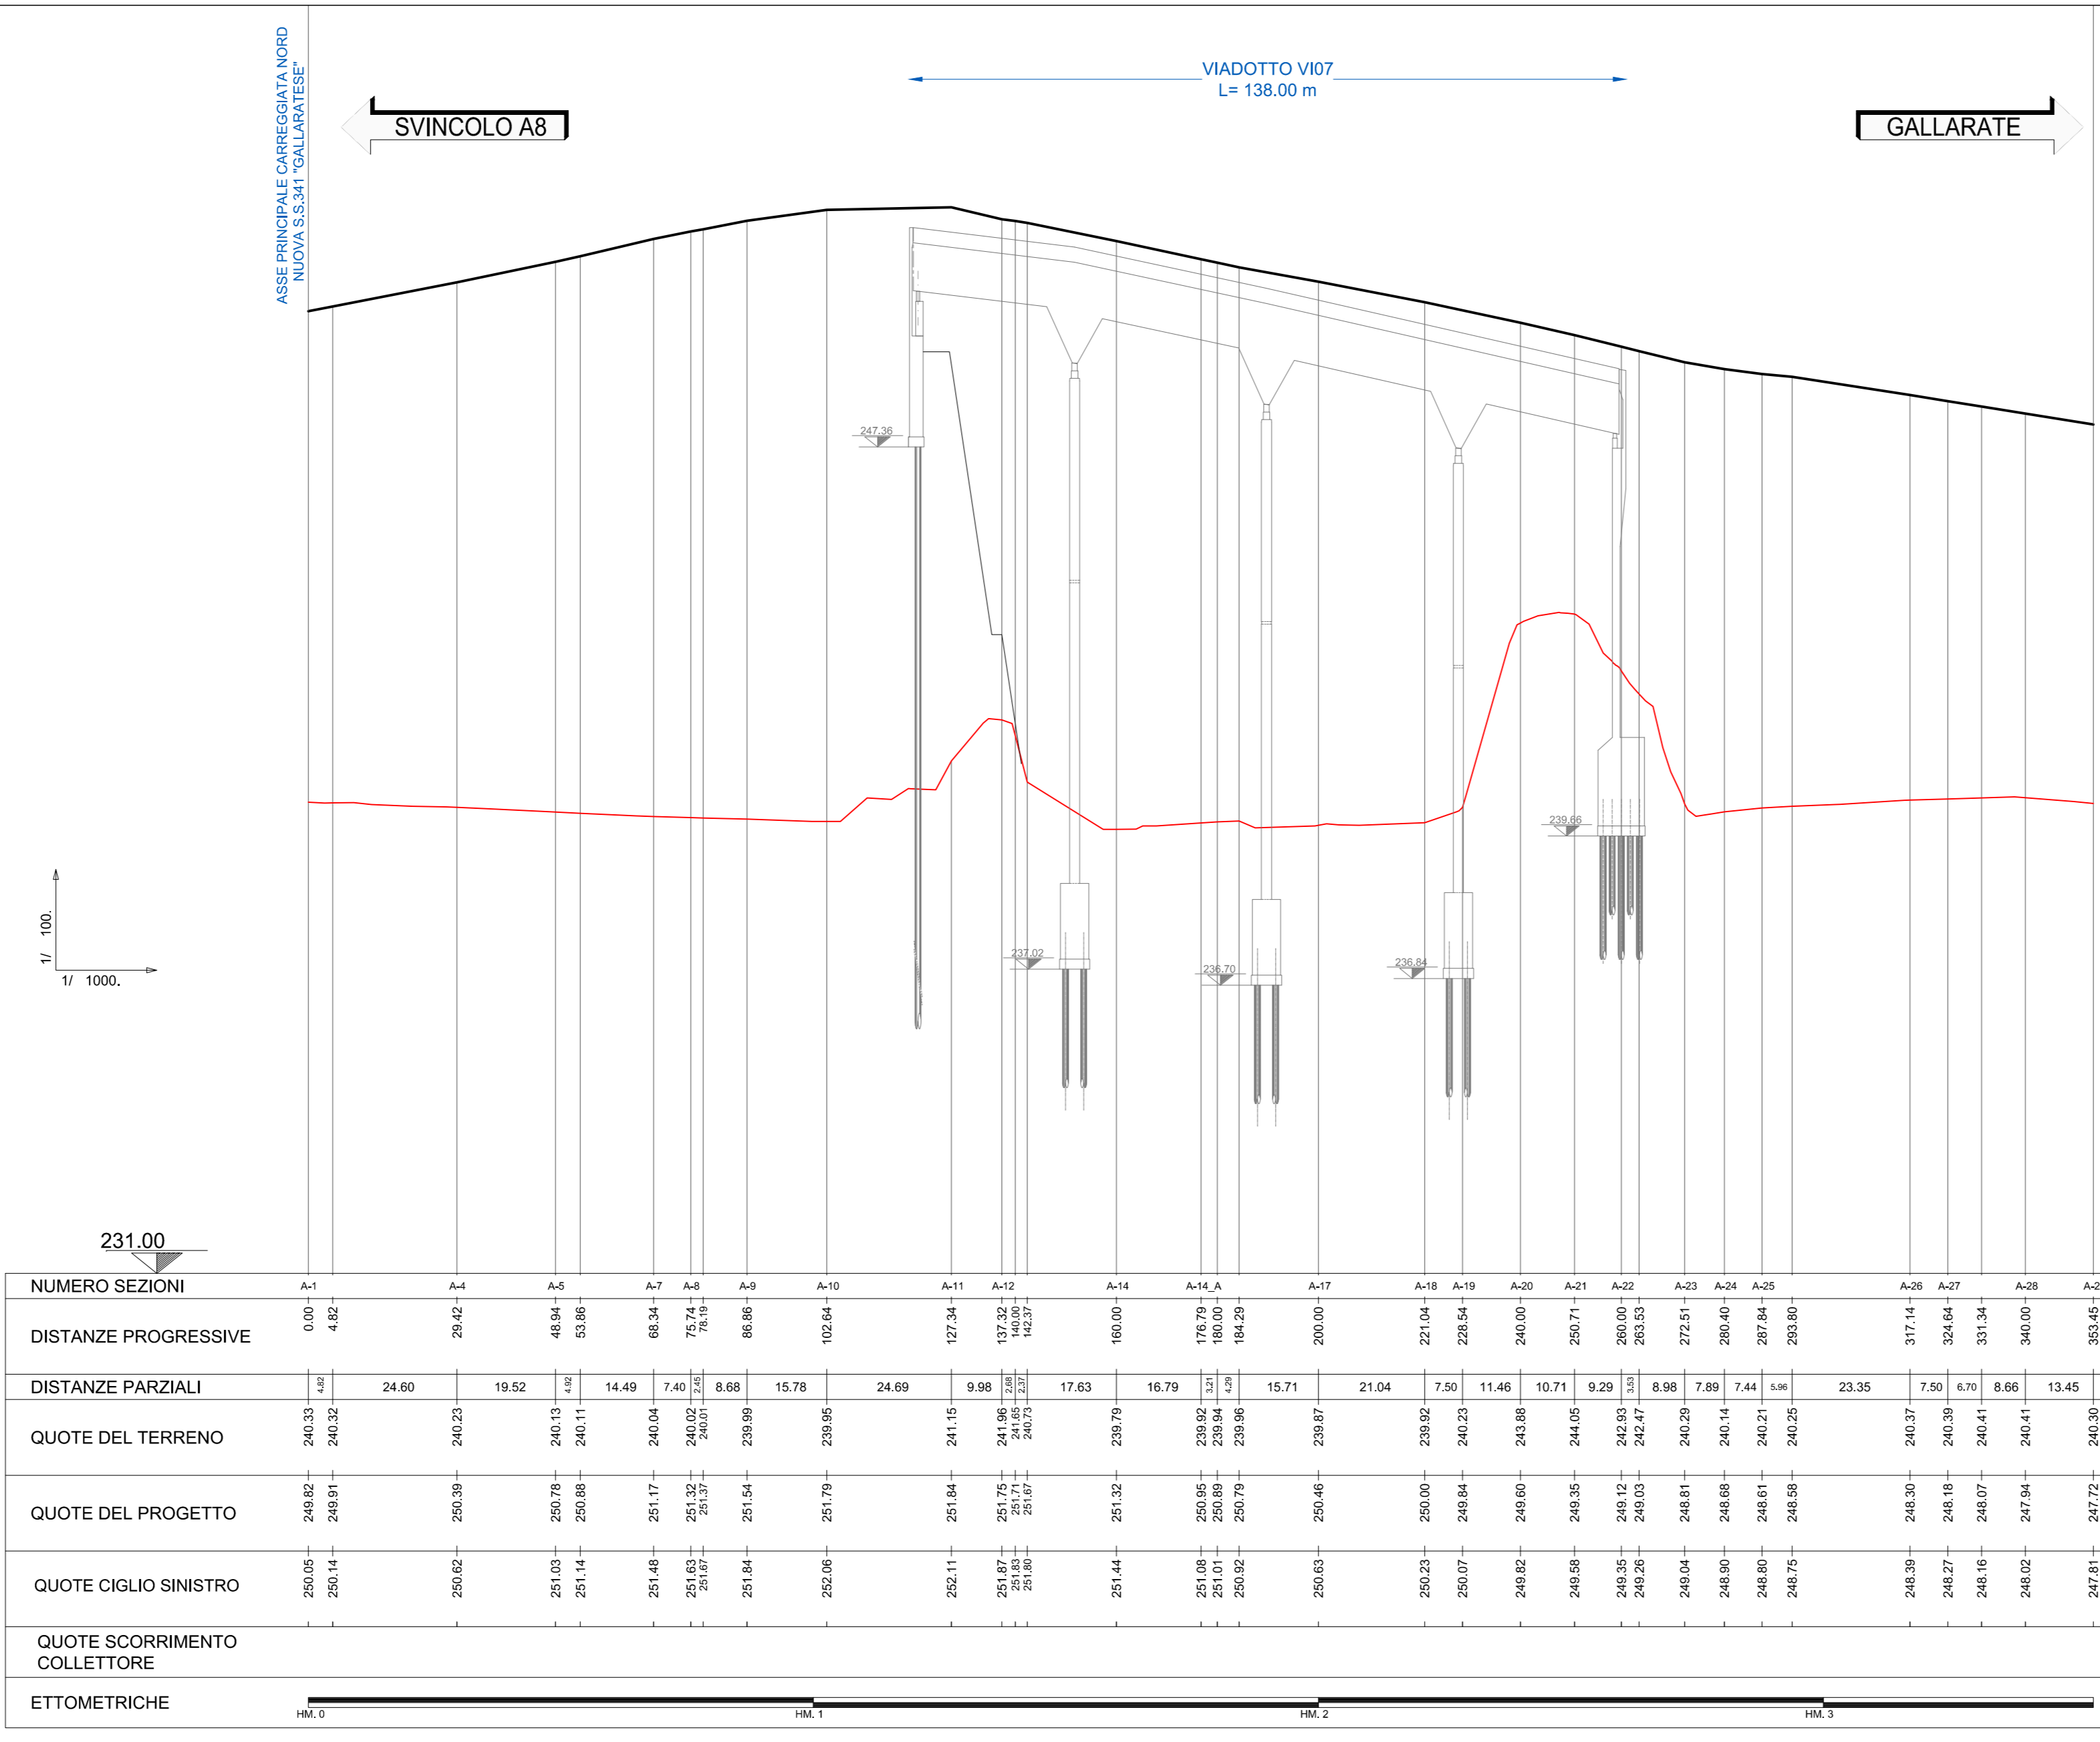 ASSE PRINCIPALE CARREGGIATA NORD
NUOVA S.S.341 "GALLARATESE"
VIADOTTO VI07
L= 138.00 m
SVINCOLO A8
GALLARATE
247.36
239.66
237.02
236.70
236.84
1/ 100.
1/ 1000.
231.00
NUMERO SEZIONI A-1 A-4 A-5 A-7 A-8 A-9 A-10 A-11 A-12 A-14 A-14_A A-17 A-18 A-19 A-20 A-21 A-22 A-23 A-24 A-25 A-26 A-27 A-28
DISTANZE PROGRESSIVE 0.00 4.82 29.42 48.94 53.86 68.34 75.74 78.19 86.86 102.64 127.34 137.32 140.00 142.37 160.00 176.79 180.00 184.29 200.00 221.04 228.54 240.00 250.71 260.00 263.53 272.51 280.40 287.84 293.80 317.14 324.64 331.34 340.00 353.45
DISTANZE PARZIALI 4.82 24.60 19.52 4.92 14.49 7.40 2.45 8.68 15.78 24.69 9.98 2.68 2.37 17.63 16.79 3.21 4.29 15.71 21.04 7.50 11.46 10.71 9.29 3.53 8.98 7.89 7.44 5.96 23.35 7.50 6.70 8.66 13.45
QUOTE DEL TERRENO 240.33 240.32 240.23 240.13 240.11 240.04 240.02 240.01 239.99 239.95 241.15 241.96 241.65 240.73 239.79 239.92 239.94 239.96 239.87 239.92 240.23 243.88 244.05 242.93 242.47 240.29 240.14 240.21 240.25 240.37 240.39 240.41 240.41 240.30
QUOTE DEL PROGETTO 249.82 249.91 250.39 250.78 250.88 251.17 251.32 251.37 251.54 251.79 251.84 251.75 251.71 251.67 251.32 250.95 250.89 250.79 250.46 250.00 249.84 249.60 249.35 249.12 249.03 248.81 248.68 248.61 248.58 248.30 248.18 248.07 247.94 247.72
QUOTE CIGLIO SINISTRO 250.05 250.14 250.62 251.03 251.14 251.48 251.63 251.67 251.84 252.06 252.11 251.87 251.83 251.80 251.44 251.08 251.01 250.92 250.63 250.23 250.07 249.82 249.58 249.35 249.26 249.04 248.90 248.80 248.75 248.39 248.27 248.16 248.02 247.81
QUOTE SCORRIMENTO
COLLETTORE
ETTOMETRICHE
HM. 0 HM. 1 HM. 2 HM. 3